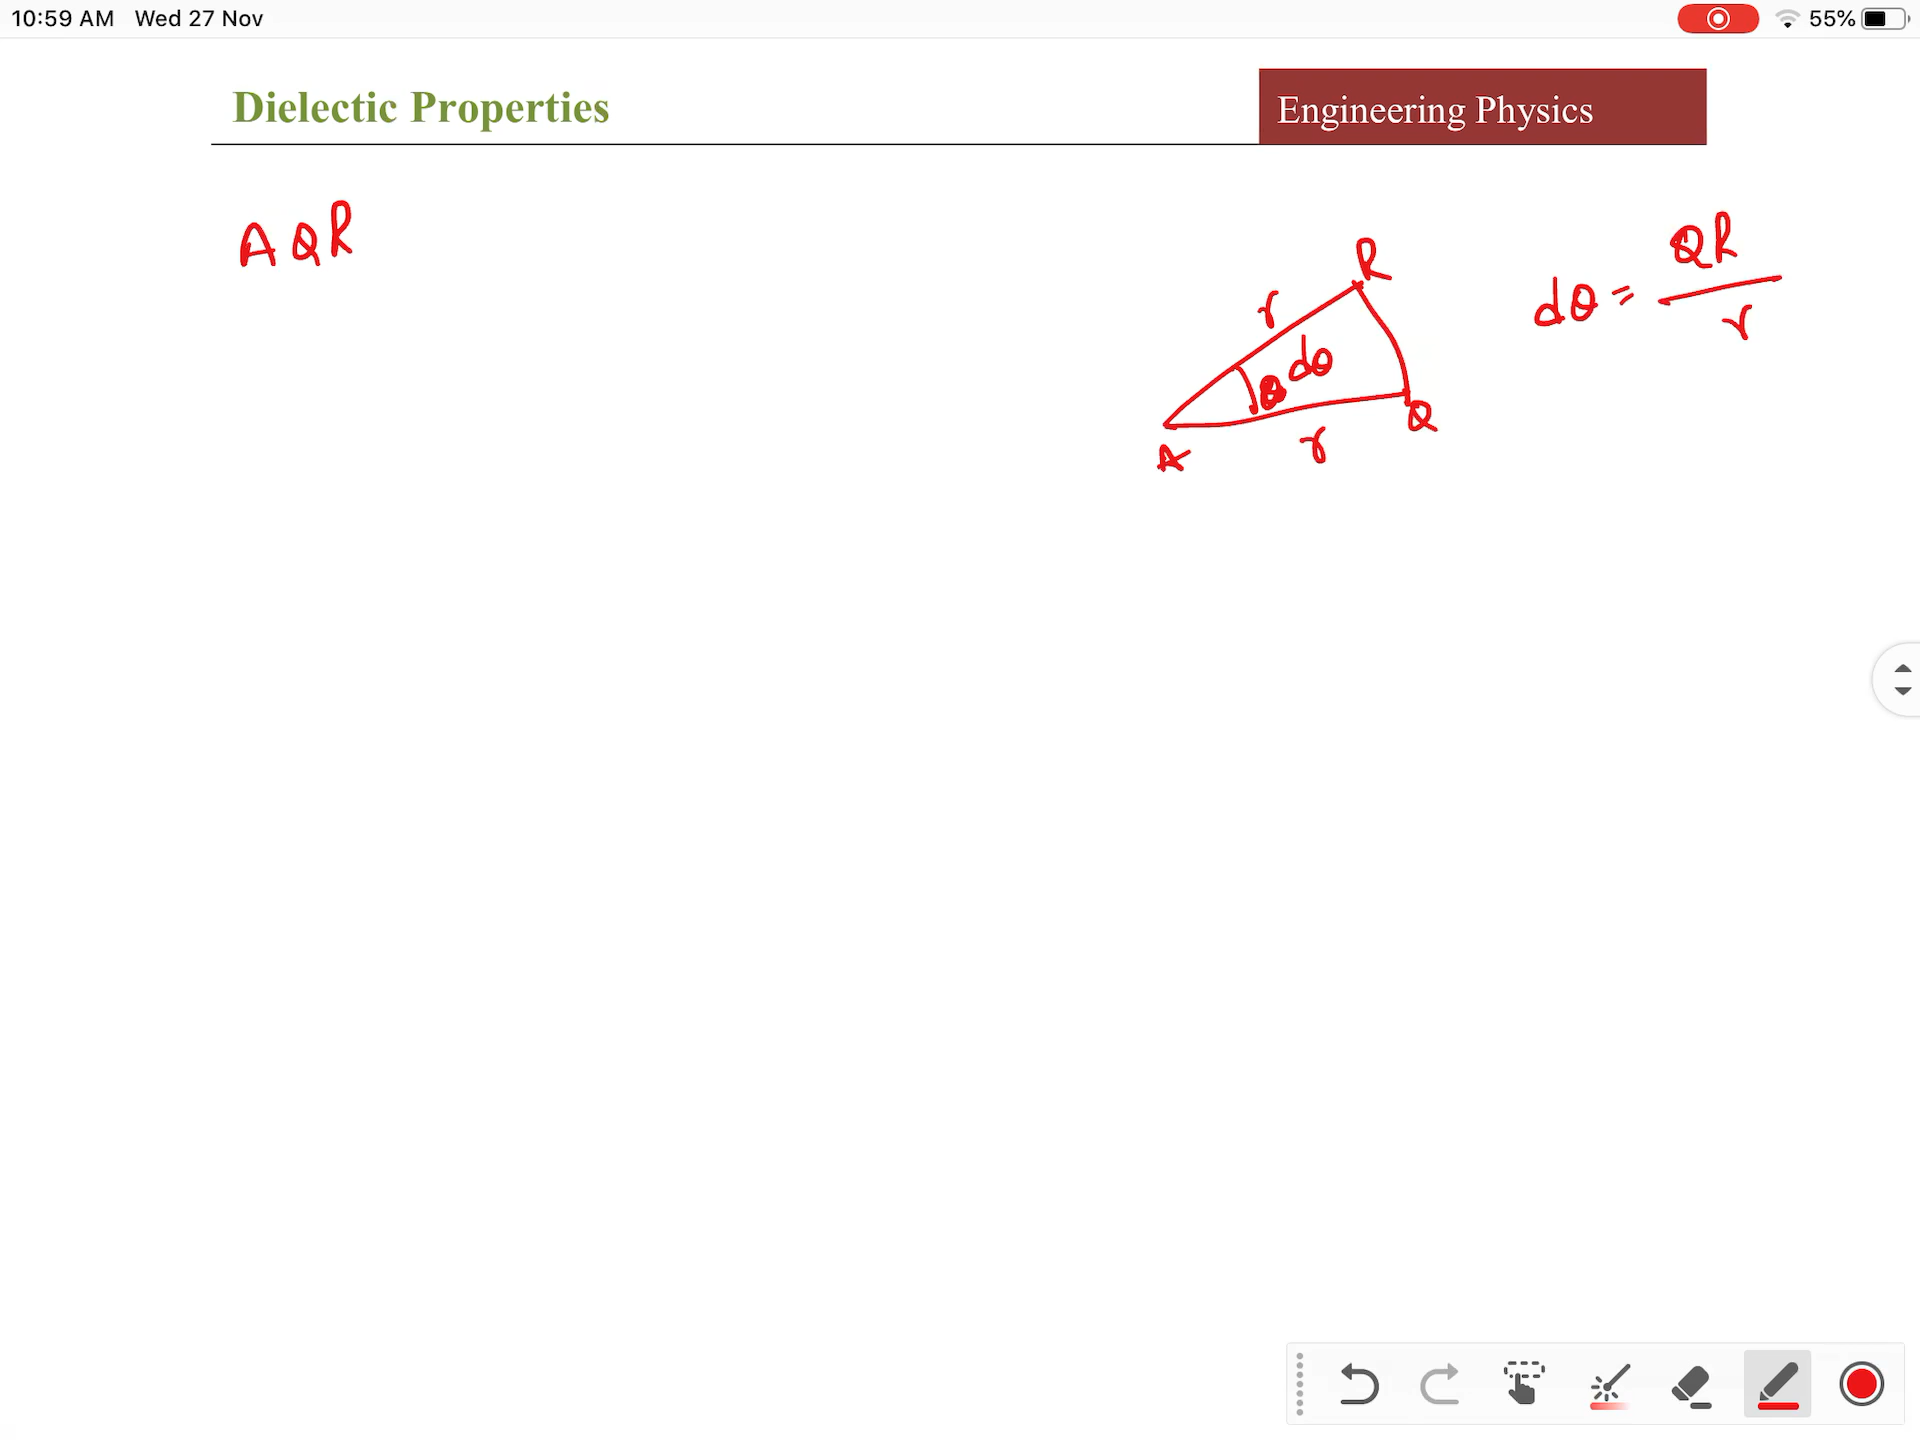 10:59 AM Wed 27 Nov 55%
Dielectic Properties
Engineering Physics
AQR
R
r
dθ
r
Q
A
dθ = QR
r